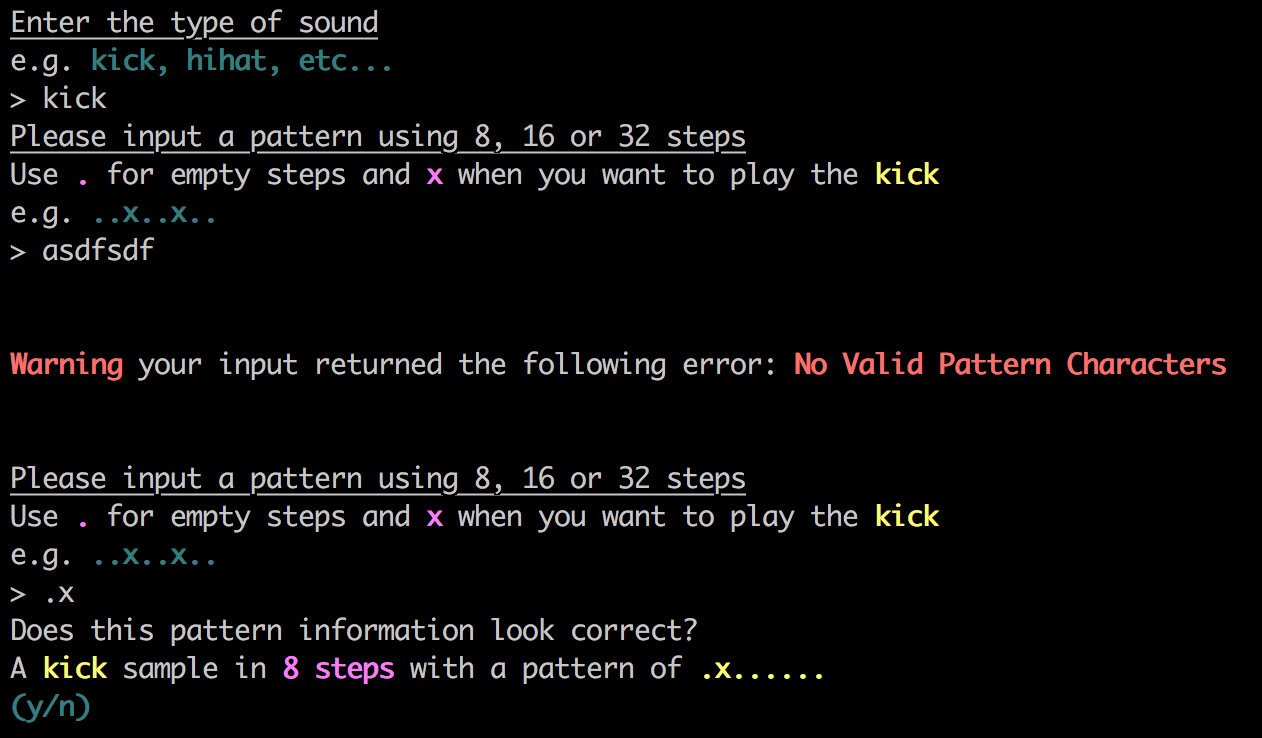 Enter the type of sound
e.g. kick, hihat, etc...
> kick
Please input a pattern using 8, 16 or 32 steps
Use . for empty steps and x when you want to play the kick
e.g. ..x..x..
> asdfsdf
Warning your input returned the following error: No Valid Pattern Characters
Please input a pattern using 8, 16 or 32 steps
Use . for empty steps and x when you want to play the kick
e.g. ..x..x..
> .x
Does this pattern information look correct?
A kick sample in 8 steps with a pattern of .x......
(y/n)